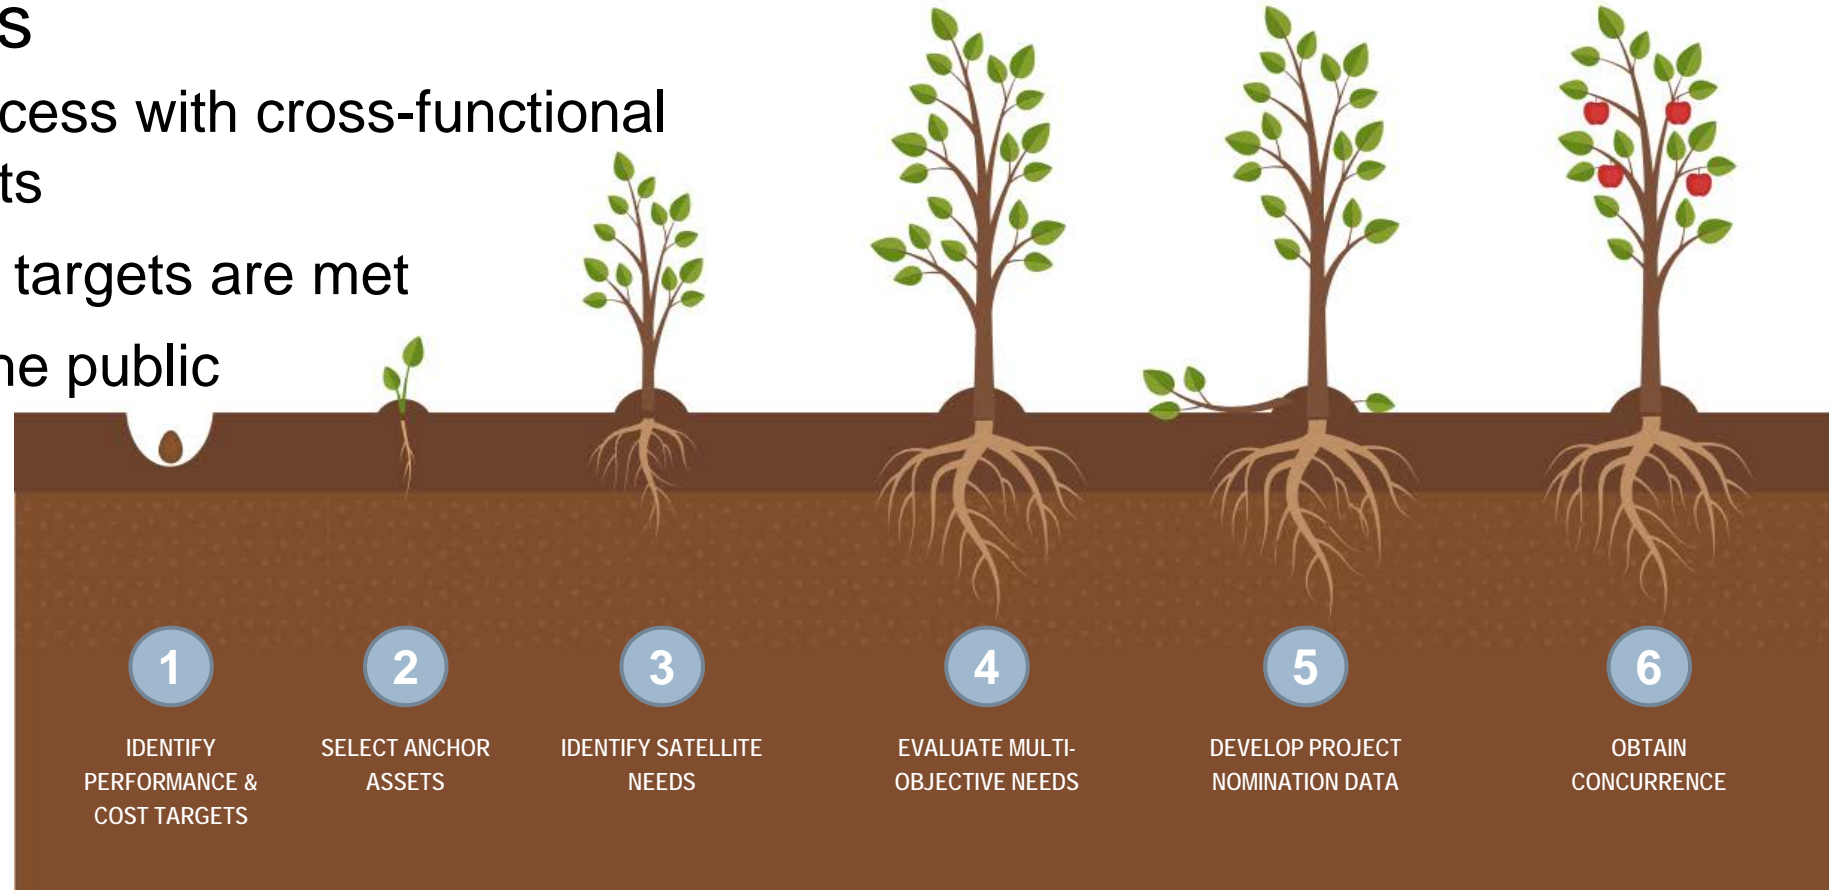 s
cess with cross-functional
ts
targets are met
ne public
1
IDENTIFY
PERFORMANCE &
COST TARGETS
2
SELECT ANCHOR
ASSETS
3
IDENTIFY SATELLITE
NEEDS
4
EVALUATE MULTI-
OBJECTIVE NEEDS
5
DEVELOP PROJECT
NOMINATION DATA
6
OBTAIN
CONCURRENCE